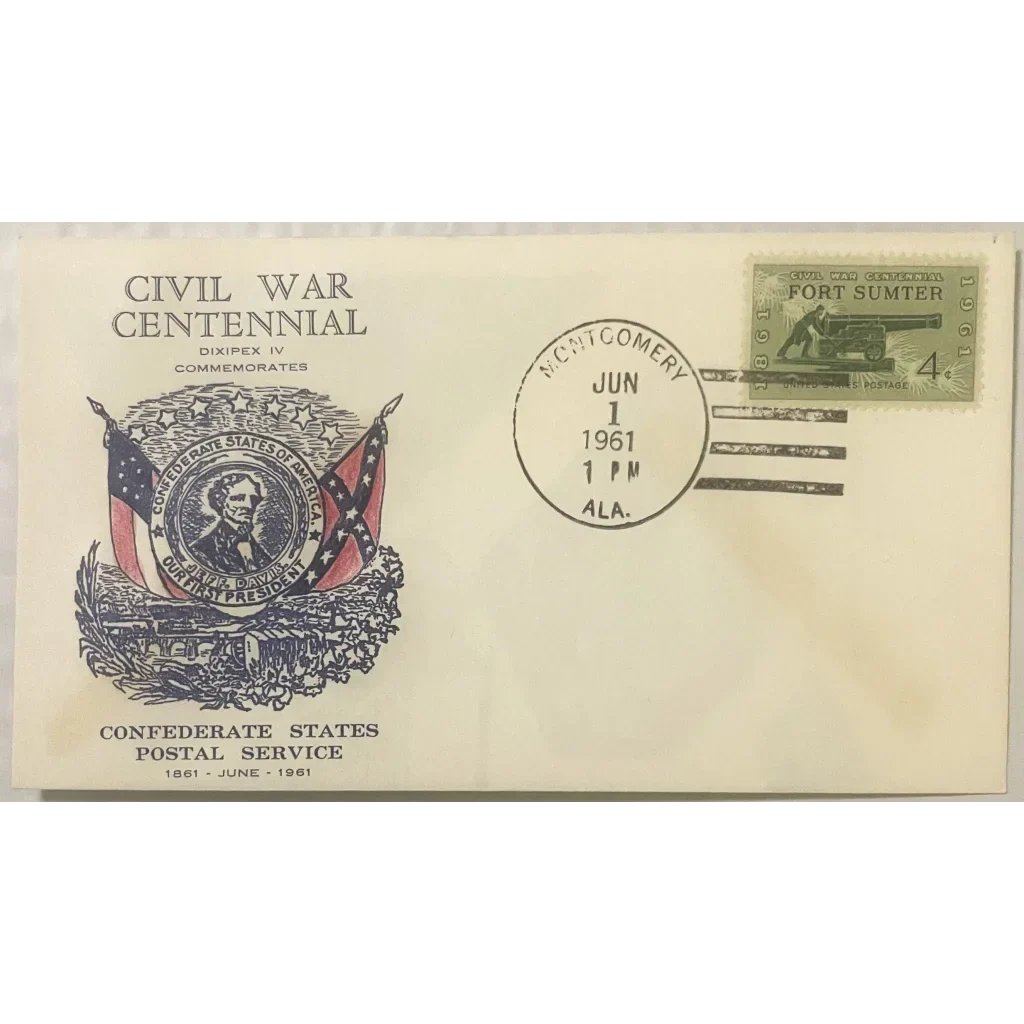 CIVIL WAR
CENTENNIAL
DIXIPEX IV
COMMEMORATES
CONFEDERATE STATES OF AMERICA.
JEFF. DAVIS.
OUR FIRST PRESIDENT
CONFEDERATE STATES
POSTAL SERVICE
1861 - JUNE - 1961
MONTGOMERY
JUN
1
1961
1 PM
ALA.
CIVIL WAR CENTENNIAL
FORT SUMTER
1861
1961
4¢
UNITED STATES POSTAGE